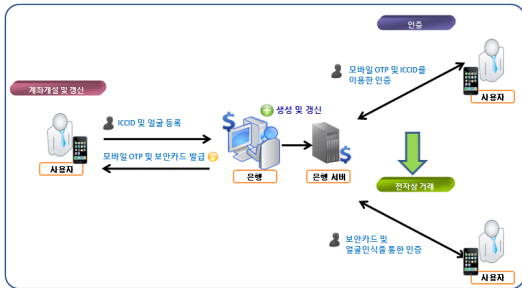 인증
모바일 OTP 및 ICCID를
이용한 인증
사용자
계좌개설 및 갱신
ICCID 및 얼굴 등록
모바일 OTP 및 보안카드 발급
사용자
생성 및 갱신
은행
은행 서버
전자상 거래
보안카드 및
얼굴인식를 통한 인증
사용자